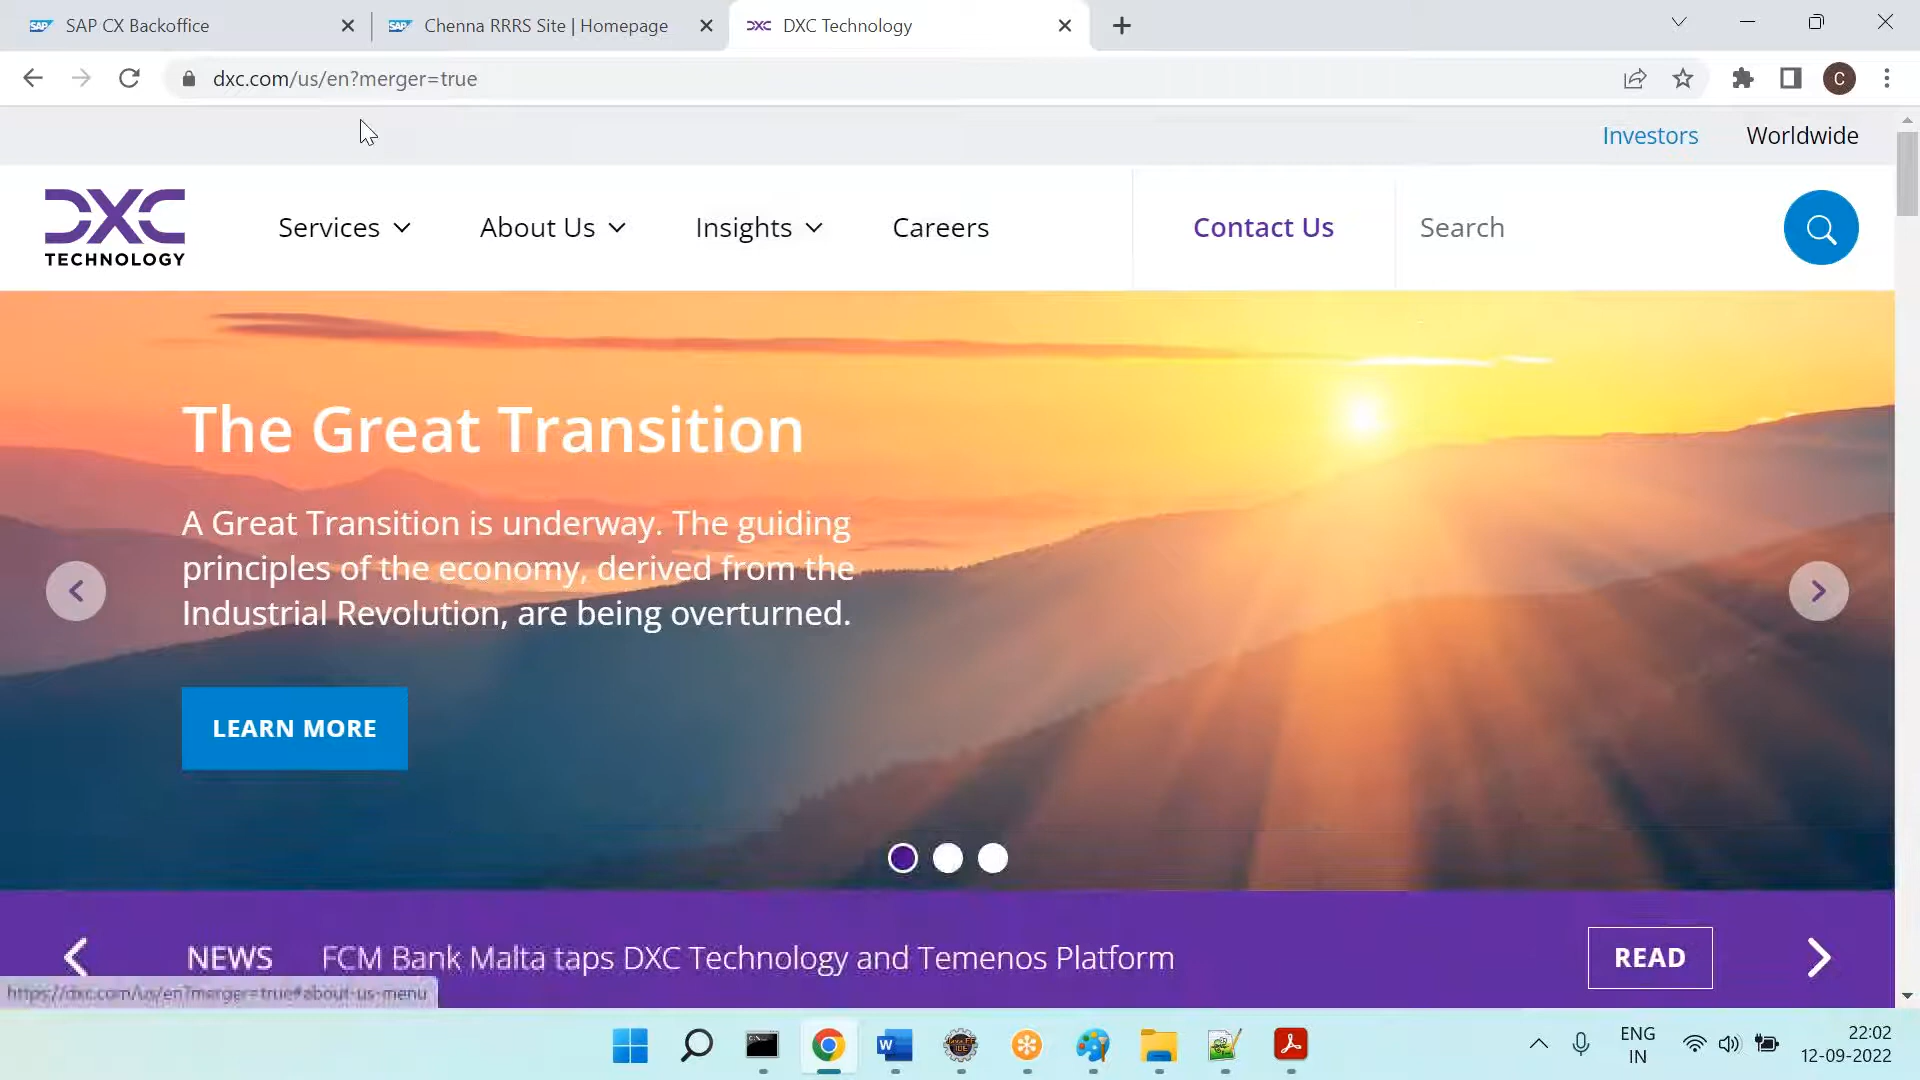 SAP CX Backoffice
Chenna RRRS Site | Homepage
DXC Technology
dxc.com/us/en?merger=true
C
Investors
Worldwide
DXC
TECHNOLOGY
Services
About Us
Insights
Careers
Contact Us
Search
The Great Transition
A Great Transition is underway. The guiding
principles of the economy, derived from the
Industrial Revolution, are being overturned.
LEARN MORE
NEWS
FCM Bank Malta taps DXC Technology and Temenos Platform
READ
https://dxc.com/us/en?merger=true#about-us-menu
ENG
IN
22:02
12-09-2022